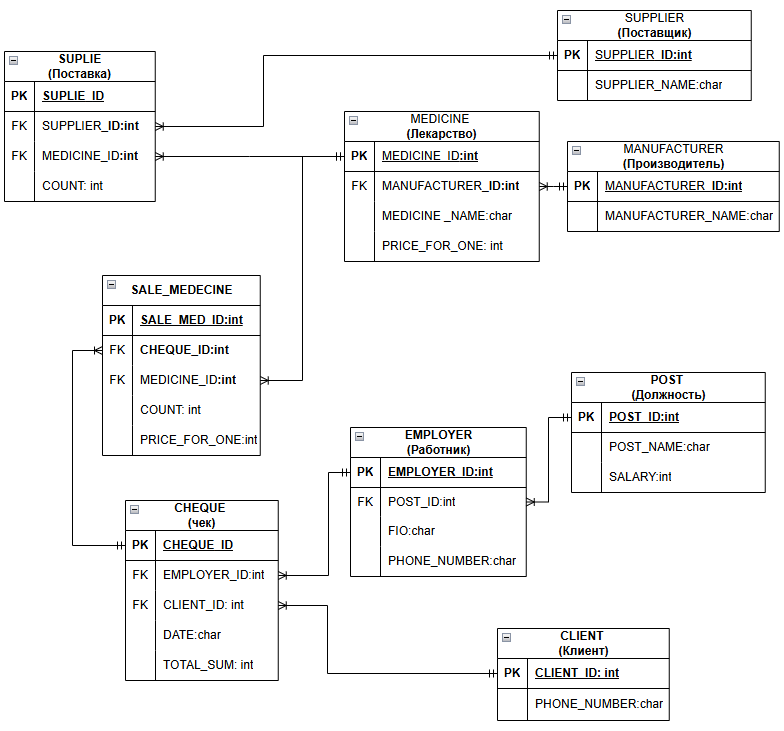 SUPPLIER
(Поставщик)
PK SUPPLIER_ID:int
SUPPLIER_NAME:char
SUPLIE
(Поставка)
PK SUPLIE_ID
FK SUPPLIER_ID:int
FK MEDICINE_ID:int
COUNT: int
MEDICINE
(Лекарство)
PK MEDICINE_ID:int
FK MANUFACTURER_ID:int
MEDICINE _NAME:char
PRICE_FOR_ONE: int
MANUFACTURER
(Производитель)
PK MANUFACTURER_ID:int
MANUFACTURER_NAME:char
SALE_MEDECINE
PK SALE_MED_ID:int
FK CHEQUE_ID:int
FK MEDICINE_ID:int
COUNT: int
PRICE_FOR_ONE:int
POST
(Должность)
PK POST_ID:int
POST_NAME:char
SALARY:int
EMPLOYER
(Работник)
PK EMPLOYER_ID:int
FK POST_ID:int
FIO:char
PHONE_NUMBER:char
CHEQUE
(чек)
PK CHEQUE_ID
FK EMPLOYER_ID:int
FK CLIENT_ID: int
DATE:char
TOTAL_SUM: int
CLIENT
(Клиент)
PK CLIENT_ID: int
PHONE_NUMBER:char